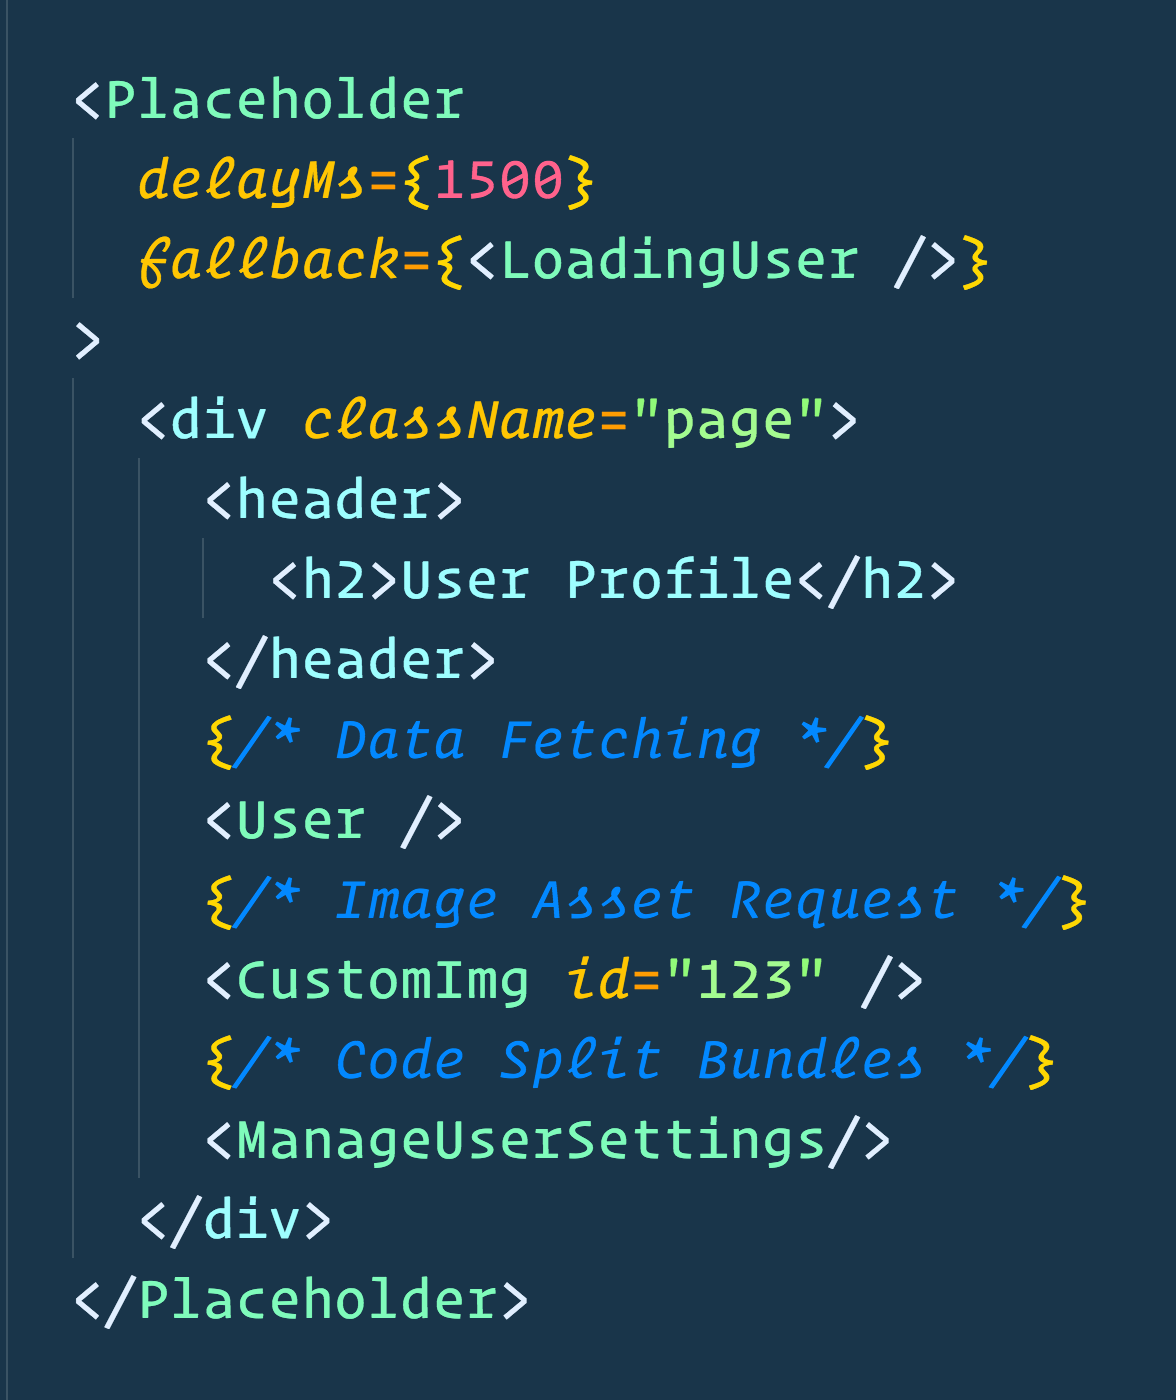 <Placeholder
  delayMs={1500}
  fallback={<LoadingUser />}
>
  <div className="page">
    <header>
      <h2>User Profile</h2>
    </header>
    {/* Data Fetching */}
    <User />
    {/* Image Asset Request */}
    <CustomImg id="123" />
    {/* Code Split Bundles */}
    <ManageUserSettings/>
  </div>
</Placeholder>